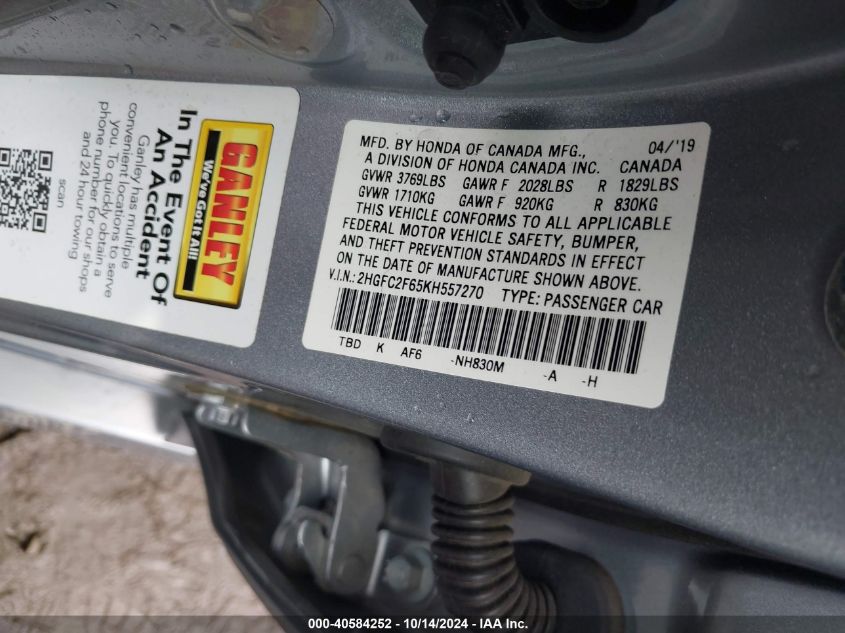 In The Event Of
An Accident
Ganley has multiple
convenient locations to serve
you. To quickly obtain a
phone number for our shops
and 24 hour towing
scan
GANLEY
We've Got It All!
MFD. BY HONDA OF CANADA MFG., 04/'19
A DIVISION OF HONDA CANADA INC. CANADA
GVWR 3769LBS GAWR F 2028LBS R 1829LBS
GVWR 1710KG GAWR F 920KG R 830KG
THIS VEHICLE CONFORMS TO ALL APPLICABLE
FEDERAL MOTOR VEHICLE SAFETY, BUMPER,
AND THEFT PREVENTION STANDARDS IN EFFECT
ON THE DATE OF MANUFACTURE SHOWN ABOVE.
V.I.N.: 2HGFC2F65KH557270 TYPE: PASSENGER CAR
TBD K AF6 -NH830M -A -H
000-40584252 - 10/14/2024 - IAA Inc.